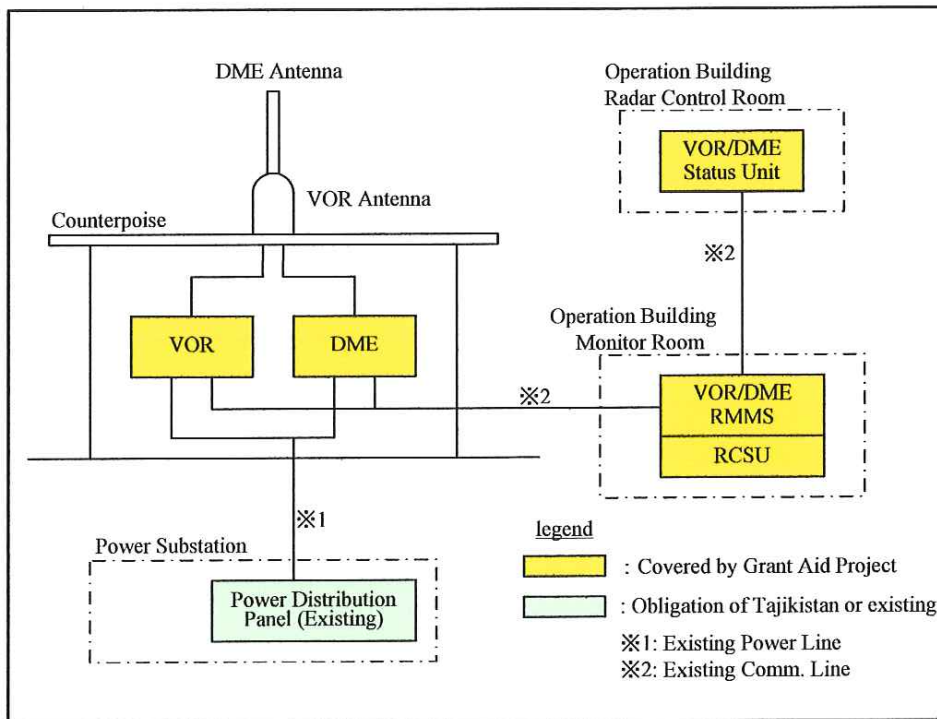 DME Antenna
Operation Building
Radar Control Room
VOR/DME
Status Unit
VOR Antenna
Counterpoise
※2
VOR
DME
Operation Building
Monitor Room
※2
VOR/DME
RMMS
RCSU
※1
Power Substation
Power Distribution
Panel (Existing)
legend
: Covered by Grant Aid Project
: Obligation of Tajikistan or existing
※1: Existing Power Line
※2: Existing Comm. Line